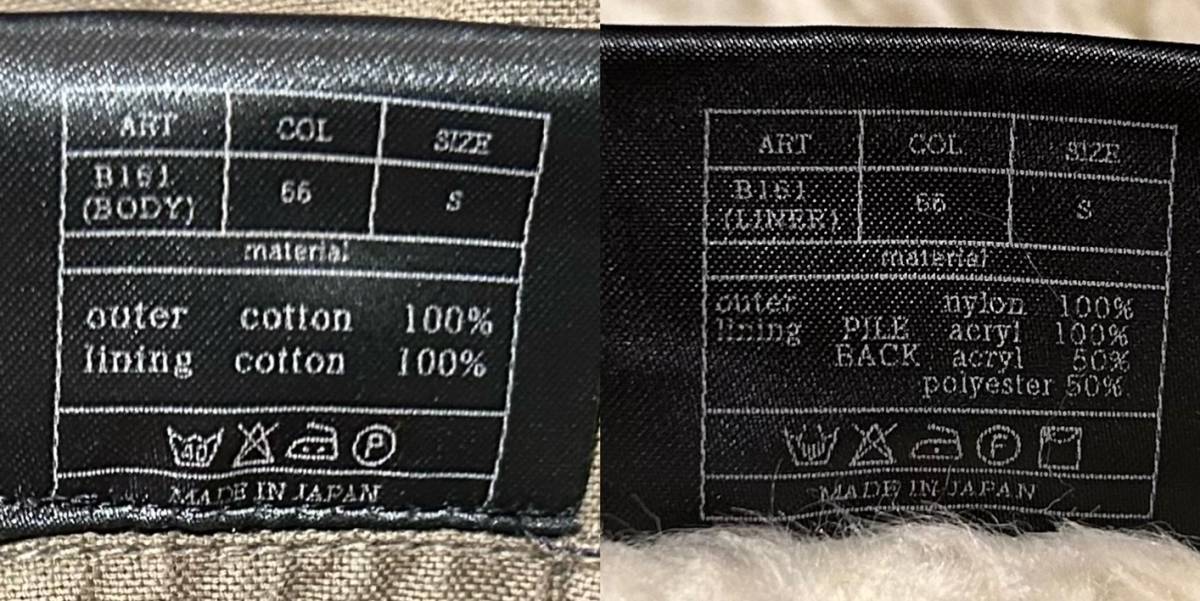 ART COL SIZE
B161 (BODY) 66 S
material
outer cotton 100%
lining cotton 100%
40 P
MADE IN JAPAN
ART COL SIZE
B161 (LINER) 66 S
material
outer nylon 100%
lining PILE acryl 100%
BACK acryl 50%
polyester 50%
F
MADE IN JAPAN